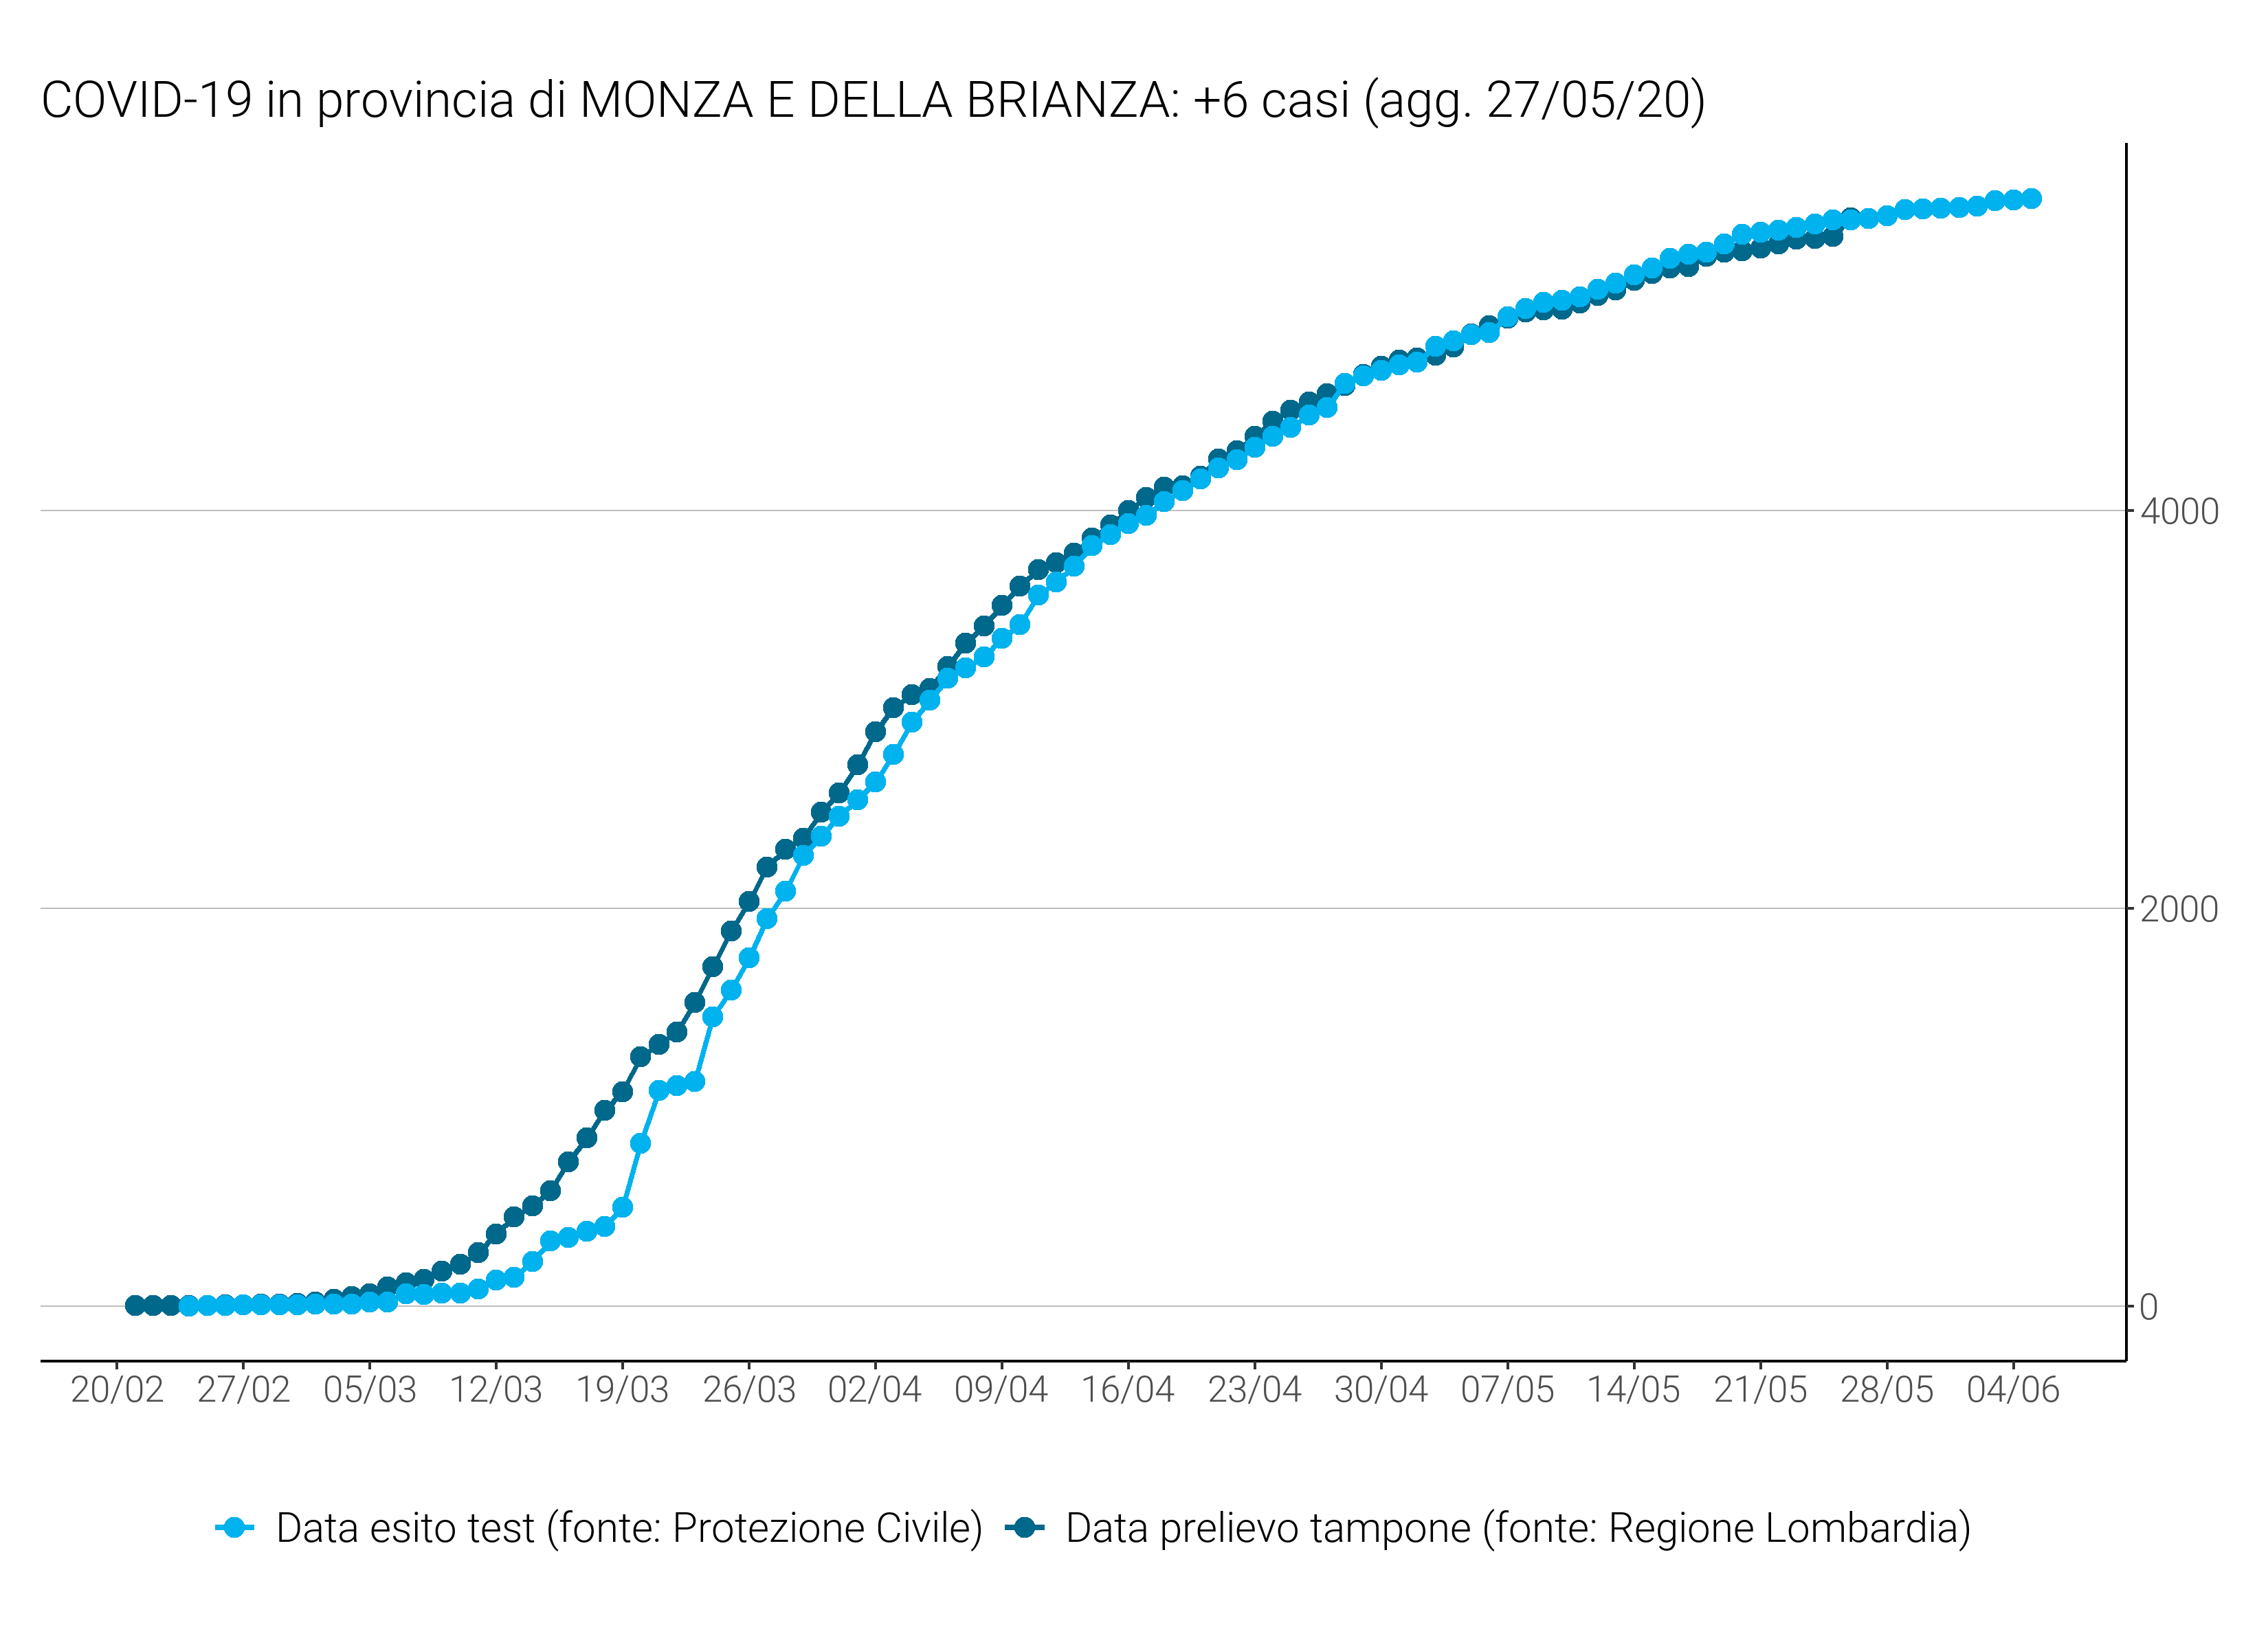 COVID-19 in provincia di MONZA E DELLA BRIANZA: +6 casi (agg. 27/05/20)
4000
2000
0
20/02 27/02 05/03 12/03 19/03 26/03 02/04 09/04 16/04 23/04 30/04 07/05 14/05 21/05 28/05 04/06
Data esito test (fonte: Protezione Civile) Data prelievo tampone (fonte: Regione Lombardia)